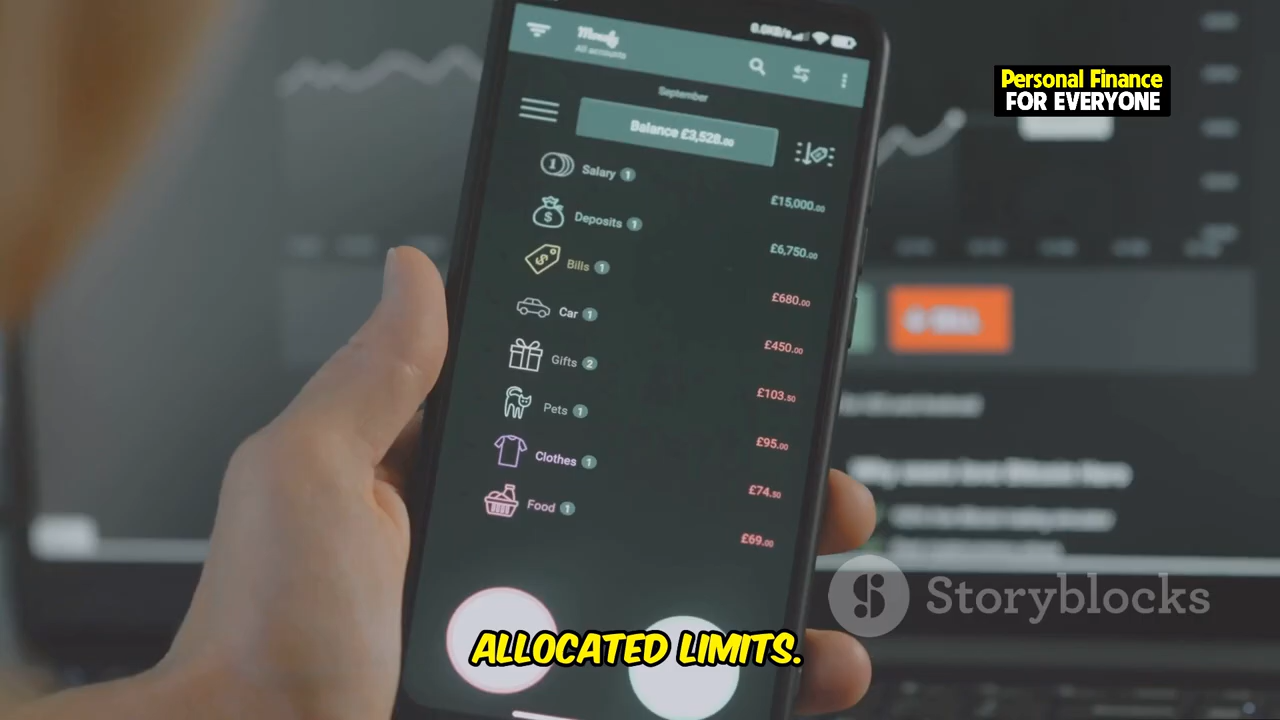 Personal Finance
FOR EVERYONE
Monefy
All accounts
September
Balance £3,528.00
Salary 1 £15,000.00
Deposits 1 £6,750.00
Bills 1 £680.00
Car 1 £450.00
Gifts 2 £103.50
Pets 1 £95.00
Clothes 1 £74.50
Food 1 £69.00
Storyblocks
ALLOCATED LIMITS.